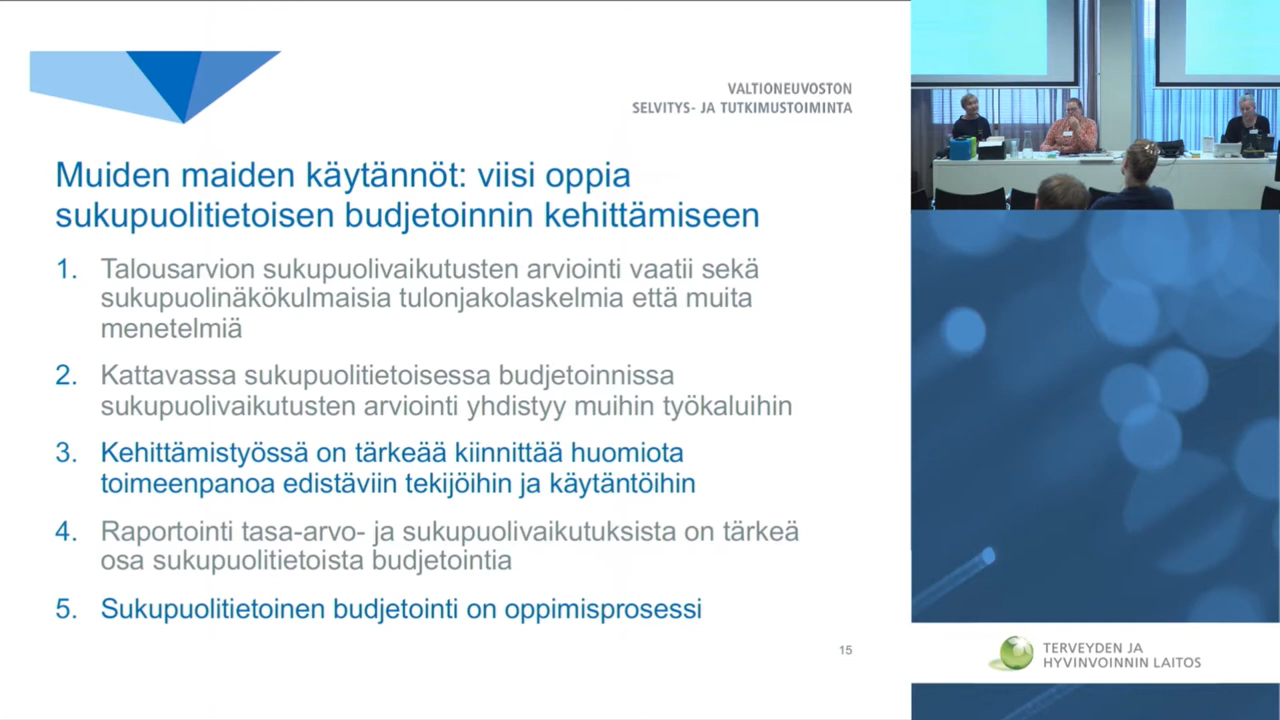 VALTIONEUVOSTON
SELVITYS- JA TUTKIMUSTOIMINTA
Muiden maiden käytännöt: viisi oppia
sukupuolitietoisen budjetoinnin kehittämiseen
1. Talousarvion sukupuolivaikutusten arviointi vaatii sekä
sukupuolinäkökulmaisia tulonjakolaskelmia että muita
menetelmiä
2. Kattavassa sukupuolitietoisessa budjetoinnissa
sukupuolivaikutusten arviointi yhdistyy muihin työkaluihin
3. Kehittämistyössä on tärkeää kiinnittää huomiota
toimeenpanoa edistäviin tekijöihin ja käytäntöihin
4. Raportointi tasa-arvo- ja sukupuolivaikutuksista on tärkeä
osa sukupuolitietoista budjetointia
5. Sukupuolitietoinen budjetointi on oppimisprosessi
15
TERVEYDEN JA
HYVINVOINNIN LAITOS